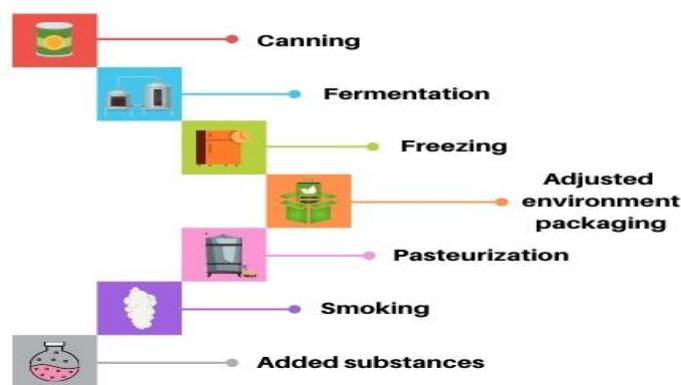 Canning
Fermentation
Freezing
Adjusted
environment
packaging
Pasteurization
Smoking
Added substances